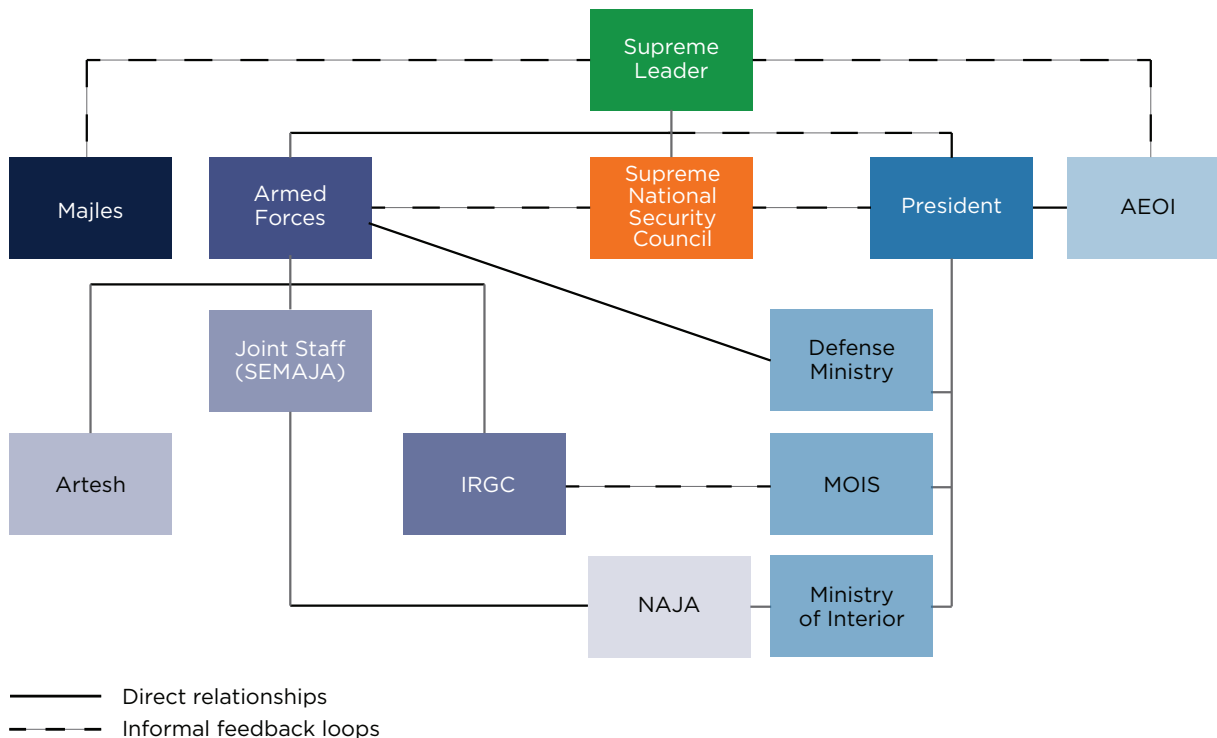 Supreme
Leader
Majles
Armed
Forces
Supreme
National
Security
Council
President
AEOI
Joint Staff
(SEMAJA)
Defense
Ministry
Artesh
IRGC
MOIS
NAJA
Ministry
of Interior
Direct relationships
Informal feedback loops